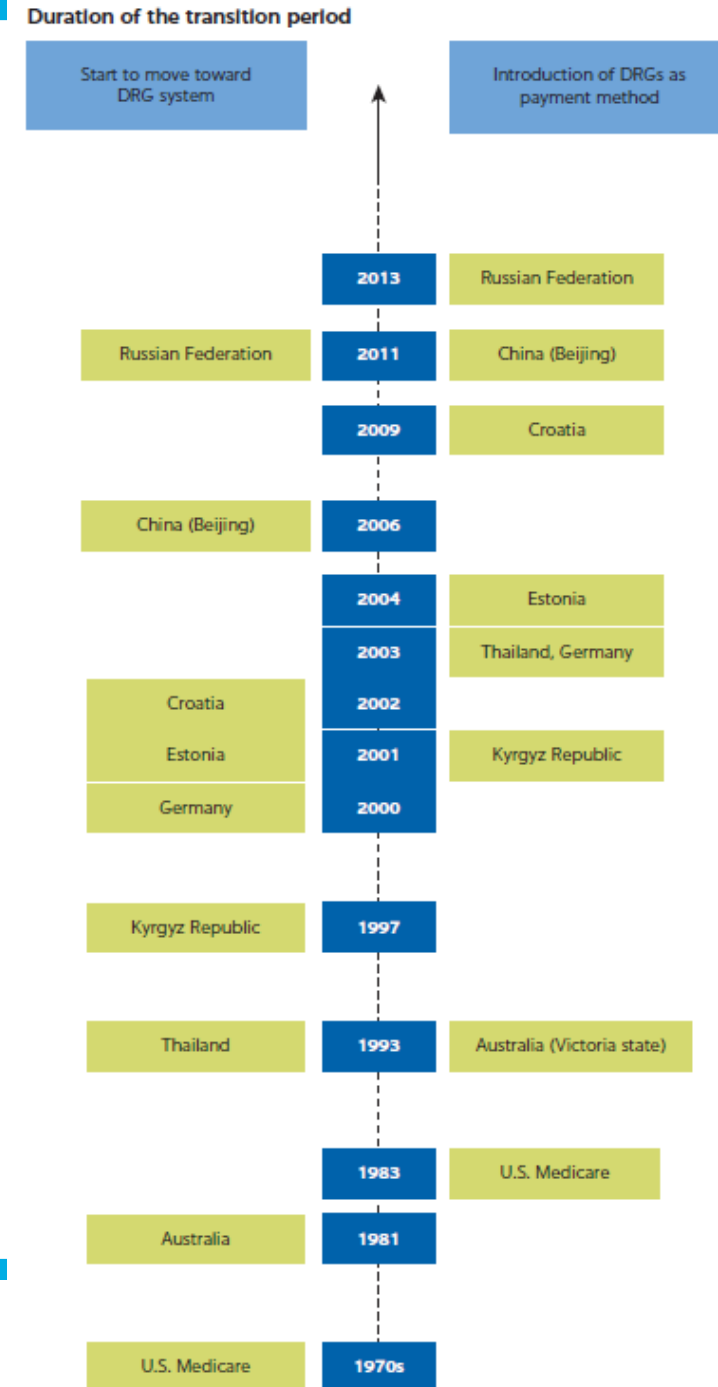 Duration of the transition period
Start to move toward
DRG system
Introduction of DRGs as
payment method
2013
Russian Federation
Russian Federation
2011
China (Beijing)
2009
Croatia
China (Beijing)
2006
2004
Estonia
2003
Thailand, Germany
Croatia
2002
Estonia
2001
Kyrgyz Republic
Germany
2000
Kyrgyz Republic
1997
Thailand
1993
Australia (Victoria state)
1983
U.S. Medicare
Australia
1981
U.S. Medicare
1970s